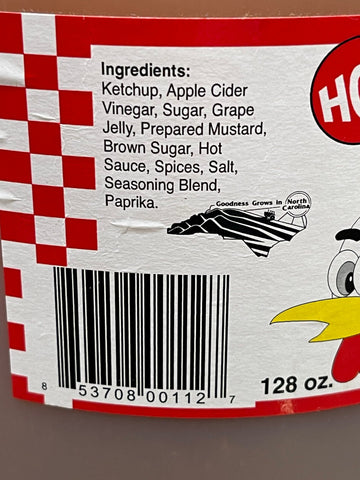 Ingredients:
Ketchup, Apple Cider
Vinegar, Sugar, Grape
Jelly, Prepared Mustard,
Brown Sugar, Hot
Sauce, Spices, Salt,
Seasoning Blend,
Paprika.
HO
Goodness Grows in North
Carolina
128 oz.
8 53708 00112 7